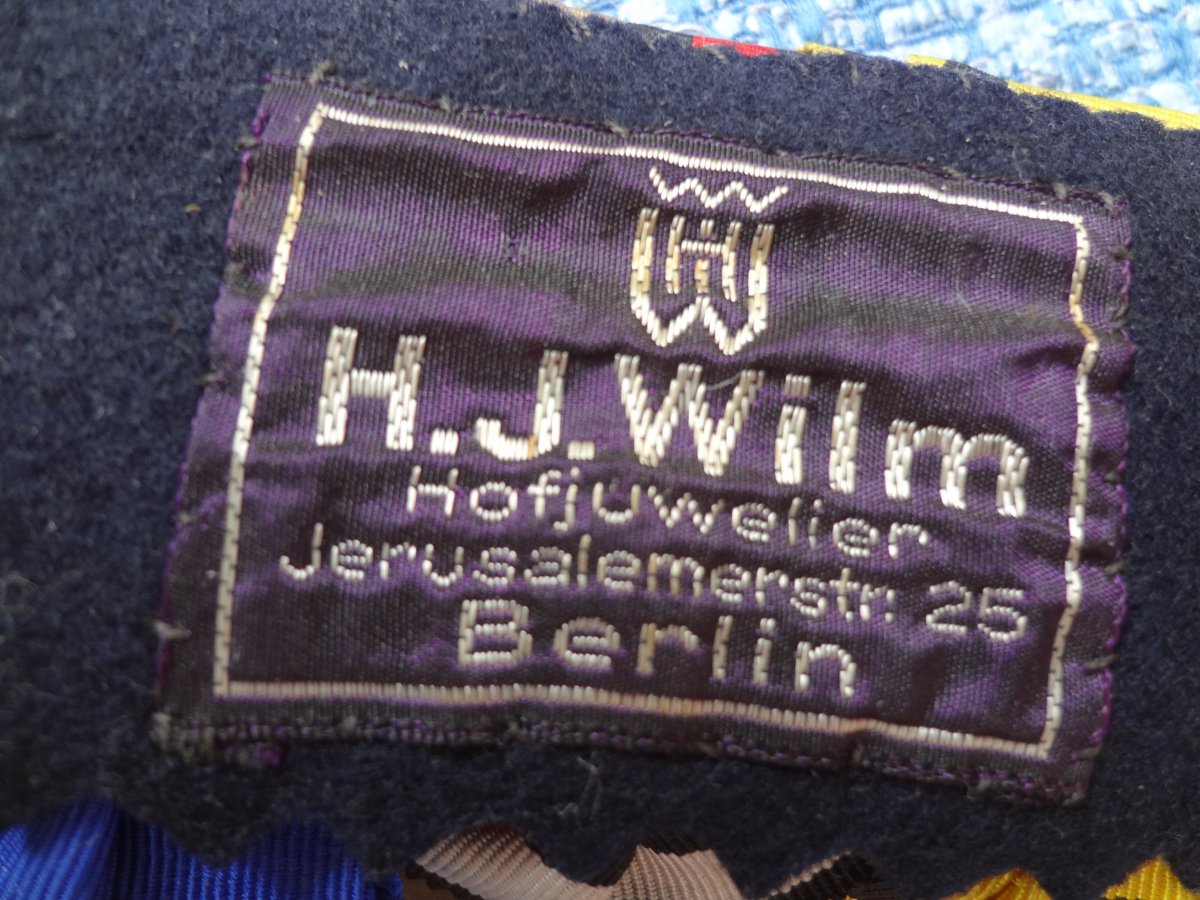 H.J.Wilm
Hofjuwelier
Jerusalemerstr. 25
Berlin